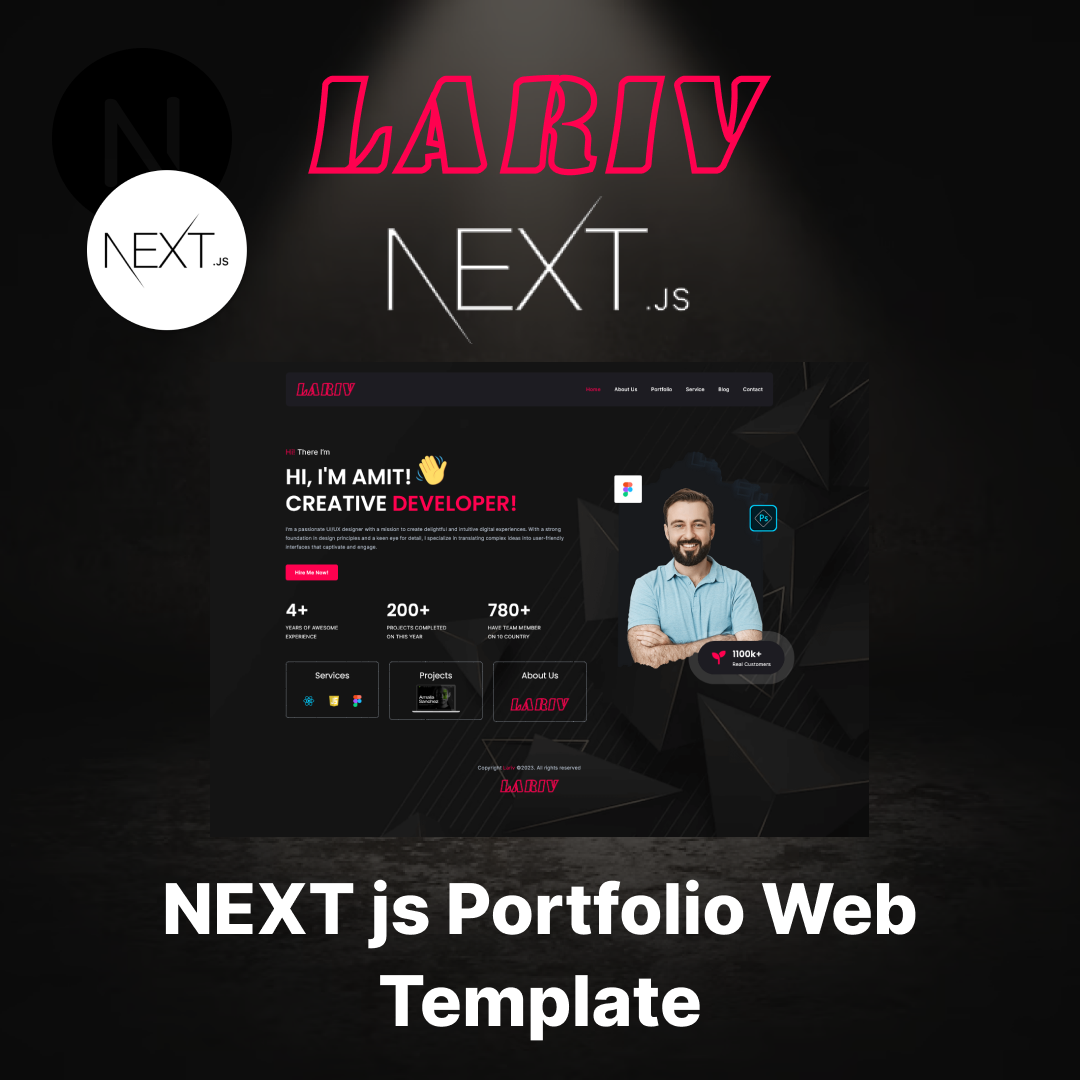 LARIV
N
NEXT.JS
NEXT.JS
LARIV
Home About Us Portfolio Service Blog Contact
Hi! There I'm
HI, I'M AMIT!
CREATIVE DEVELOPER!
I'm a passionate UI/UX designer with a mission to create delightful and intuitive digital experiences. With a strong
foundation in design principles and a keen eye for detail, I specialize in translating complex ideas into user-friendly
interfaces that captivate and engage.
Hire Me Now!
Ps
4+ 200+ 780+
YEARS OF AWESOME PROJECTS COMPLETED HAVE TEAM MEMBER
EXPERIENCE ON THIS YEAR ON 10 COUNTRY
1100k+
Real Customers
Services Projects About Us
Amalia
Sanchez
LARIV
Copyright Lariv ©2023. All rights reserved
LARIV
NEXT js Portfolio Web
Template